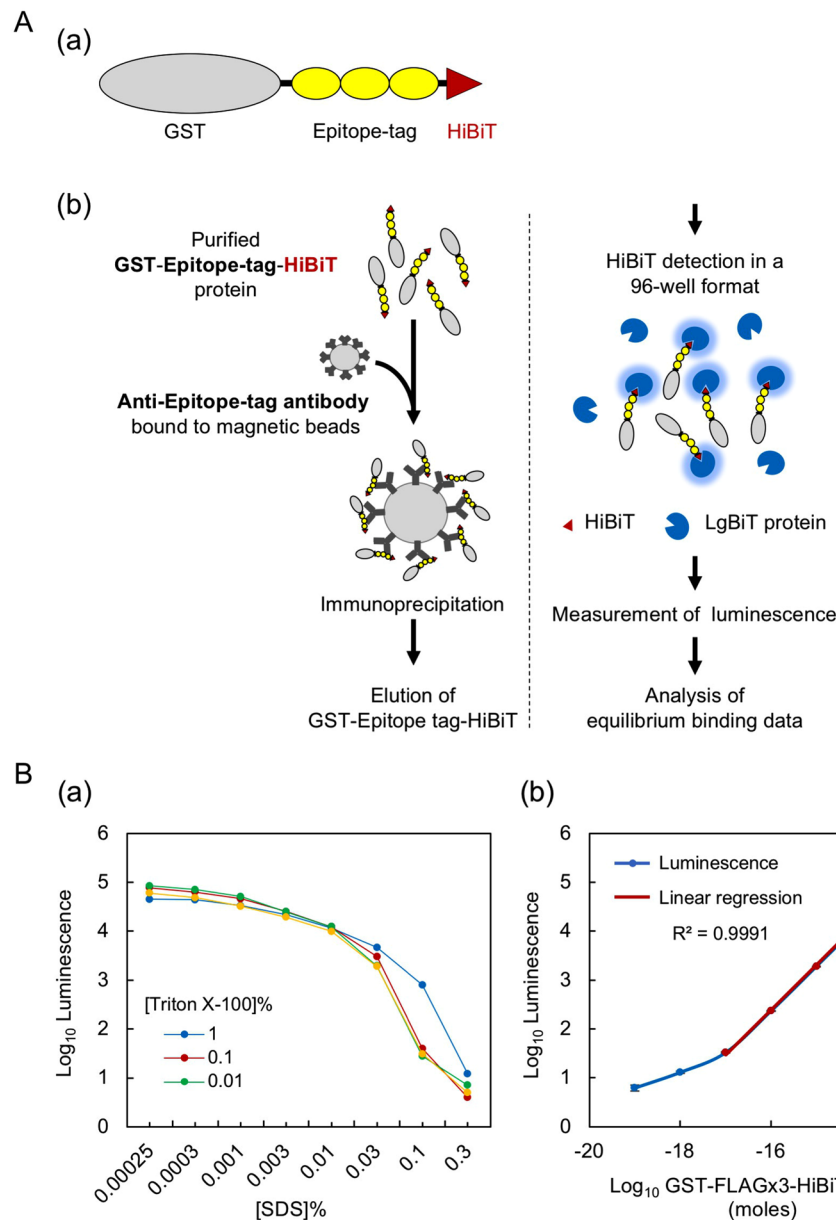 A
(a)
GST
Epitope-tag
HiBiT
(b)
Purified
GST-Epitope-tag-HiBiT
protein
Anti-Epitope-tag antibody
bound to magnetic beads
Immunoprecipitation
Elution of
GST-Epitope tag-HiBiT
HiBiT detection in a
96-well format
HiBiT
LgBiT protein
Measurement of luminescence
Analysis of
equilibrium binding data
B
(a)
Log10 Luminescence
6
5
4
3
2
1
0
[Triton X-100]%
1
0.1
0.01
0.00025
0.0003
0.001
0.003
0.01
0.03
0.1
0.3
[SDS]%
(b)
Log10 Luminescence
6
5
4
3
2
1
0
Luminescence
Linear regression
R² = 0.9991
-20
-18
-16
Log10 GST-FLAGx3-HiBiT
(moles)